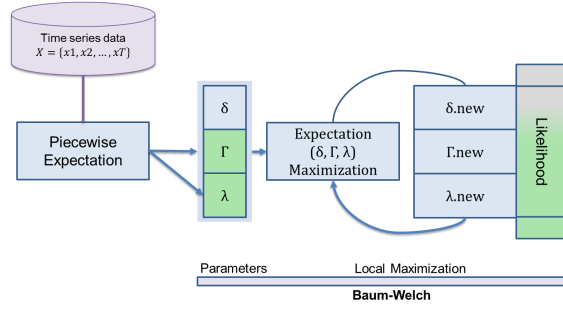 Time series data
X = {x1, x2, ... , xT}
Piecewise
Expectation
δ
Γ
λ
Expectation
(δ, Γ, λ)
Maximization
δ.new
Γ.new
λ.new
Likelihood
Parameters
Local Maximization
Baum-Welch